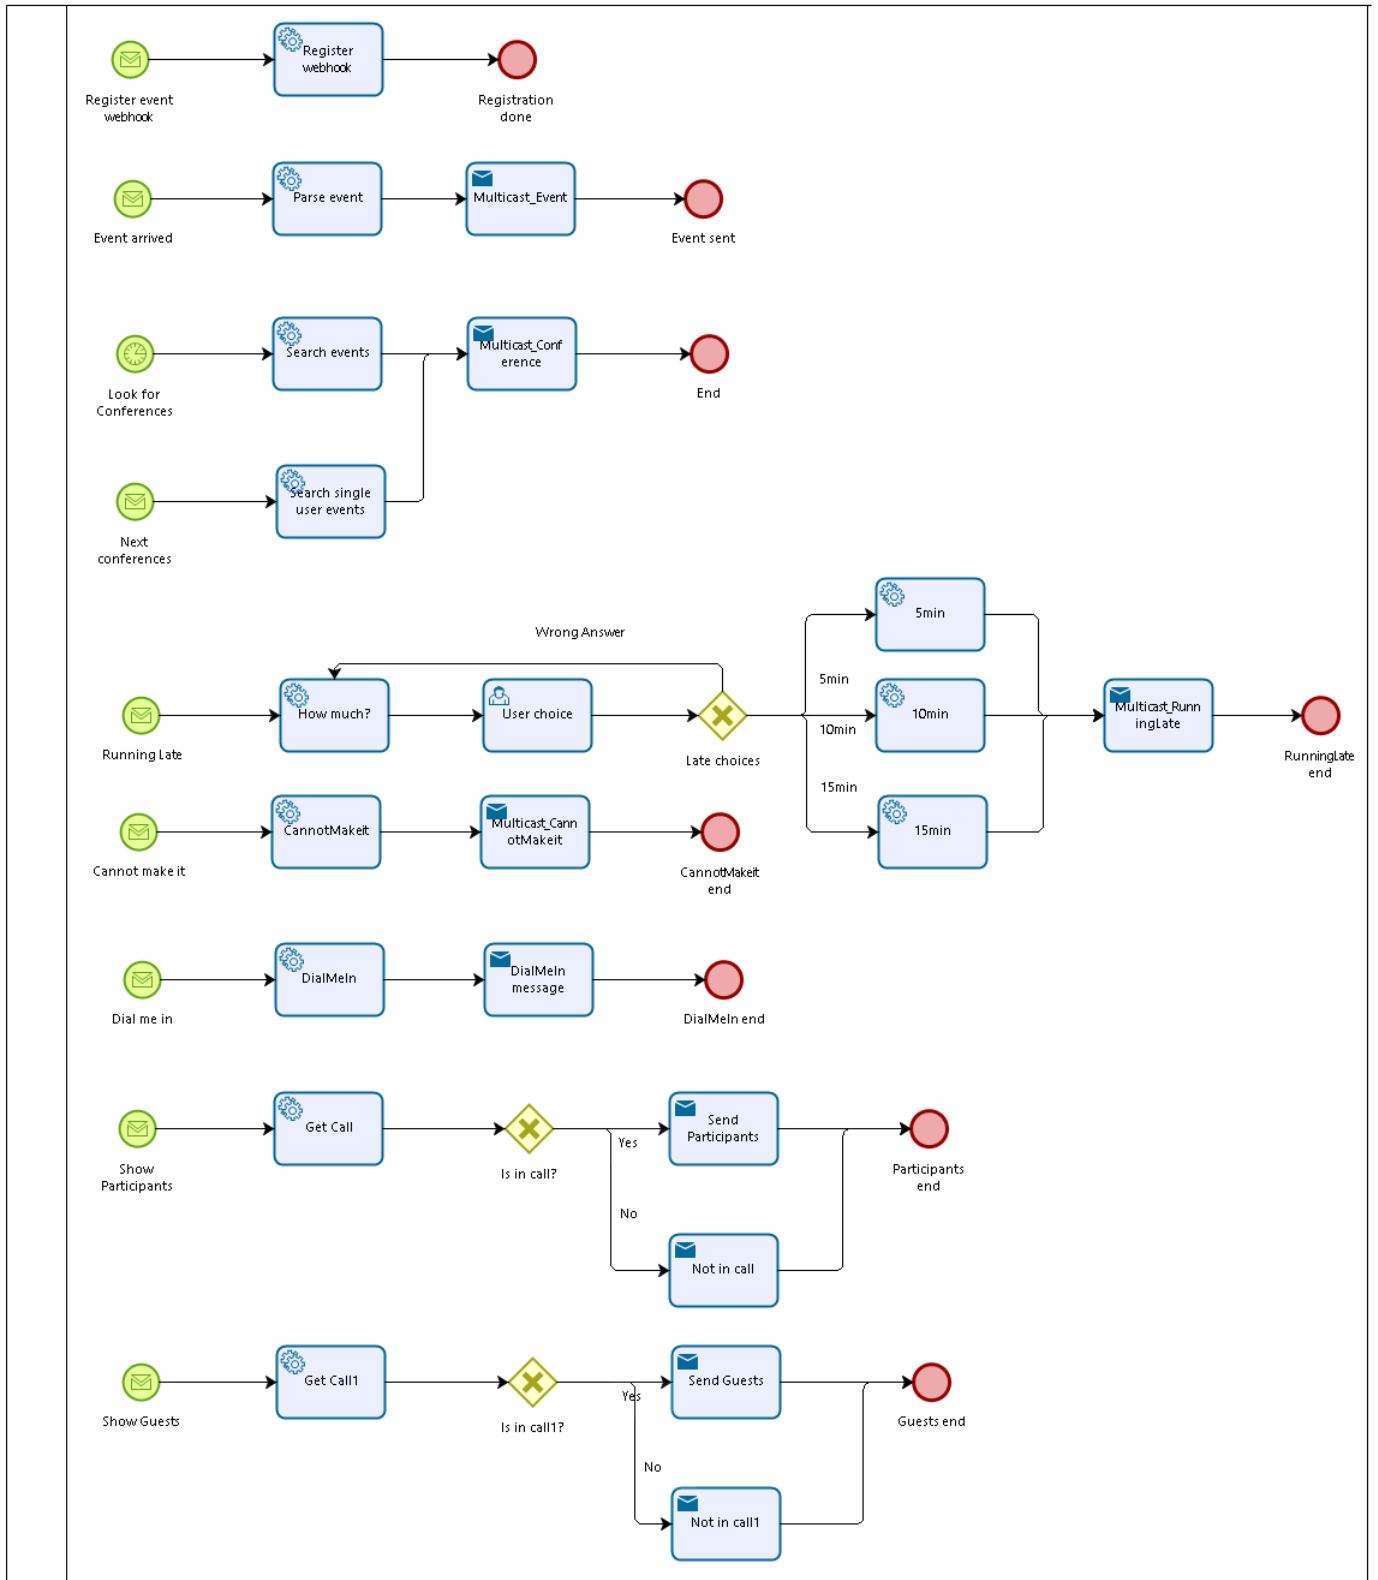 Register
webhook
Register event
webhook
Registration
done
Parse event
Multicast_Event
Event arrived
Event sent
Search events
Multicast_Conf
erence
Look for
Conferences
End
Search single
user events
Next
conferences
5min
Wrong Answer
5min
How much?
User choice
10min
Multicast_Runn
ingLate
10min
Running Late
Late choices
RunningLate
end
15min
CannotMakeit
Multicast_Cann
otMakeit
15min
Cannot make it
CannotMakeit
end
DialMeIn
DialMeIn
message
Dial me in
DialMeIn end
Get Call
Send
Participants
Yes
Show
Participants
Is in call?
Participants
end
No
Not in call
Get Call1
Send Guests
Yes
Show Guests
Is in call1?
Guests end
No
Not in call1